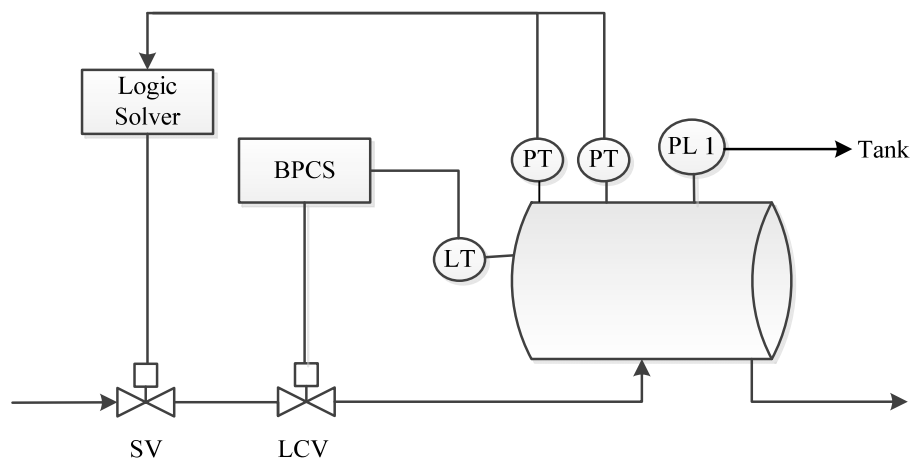 Logic
Solver
BPCS
PT
PT
PL 1
Tank
LT
SV
LCV